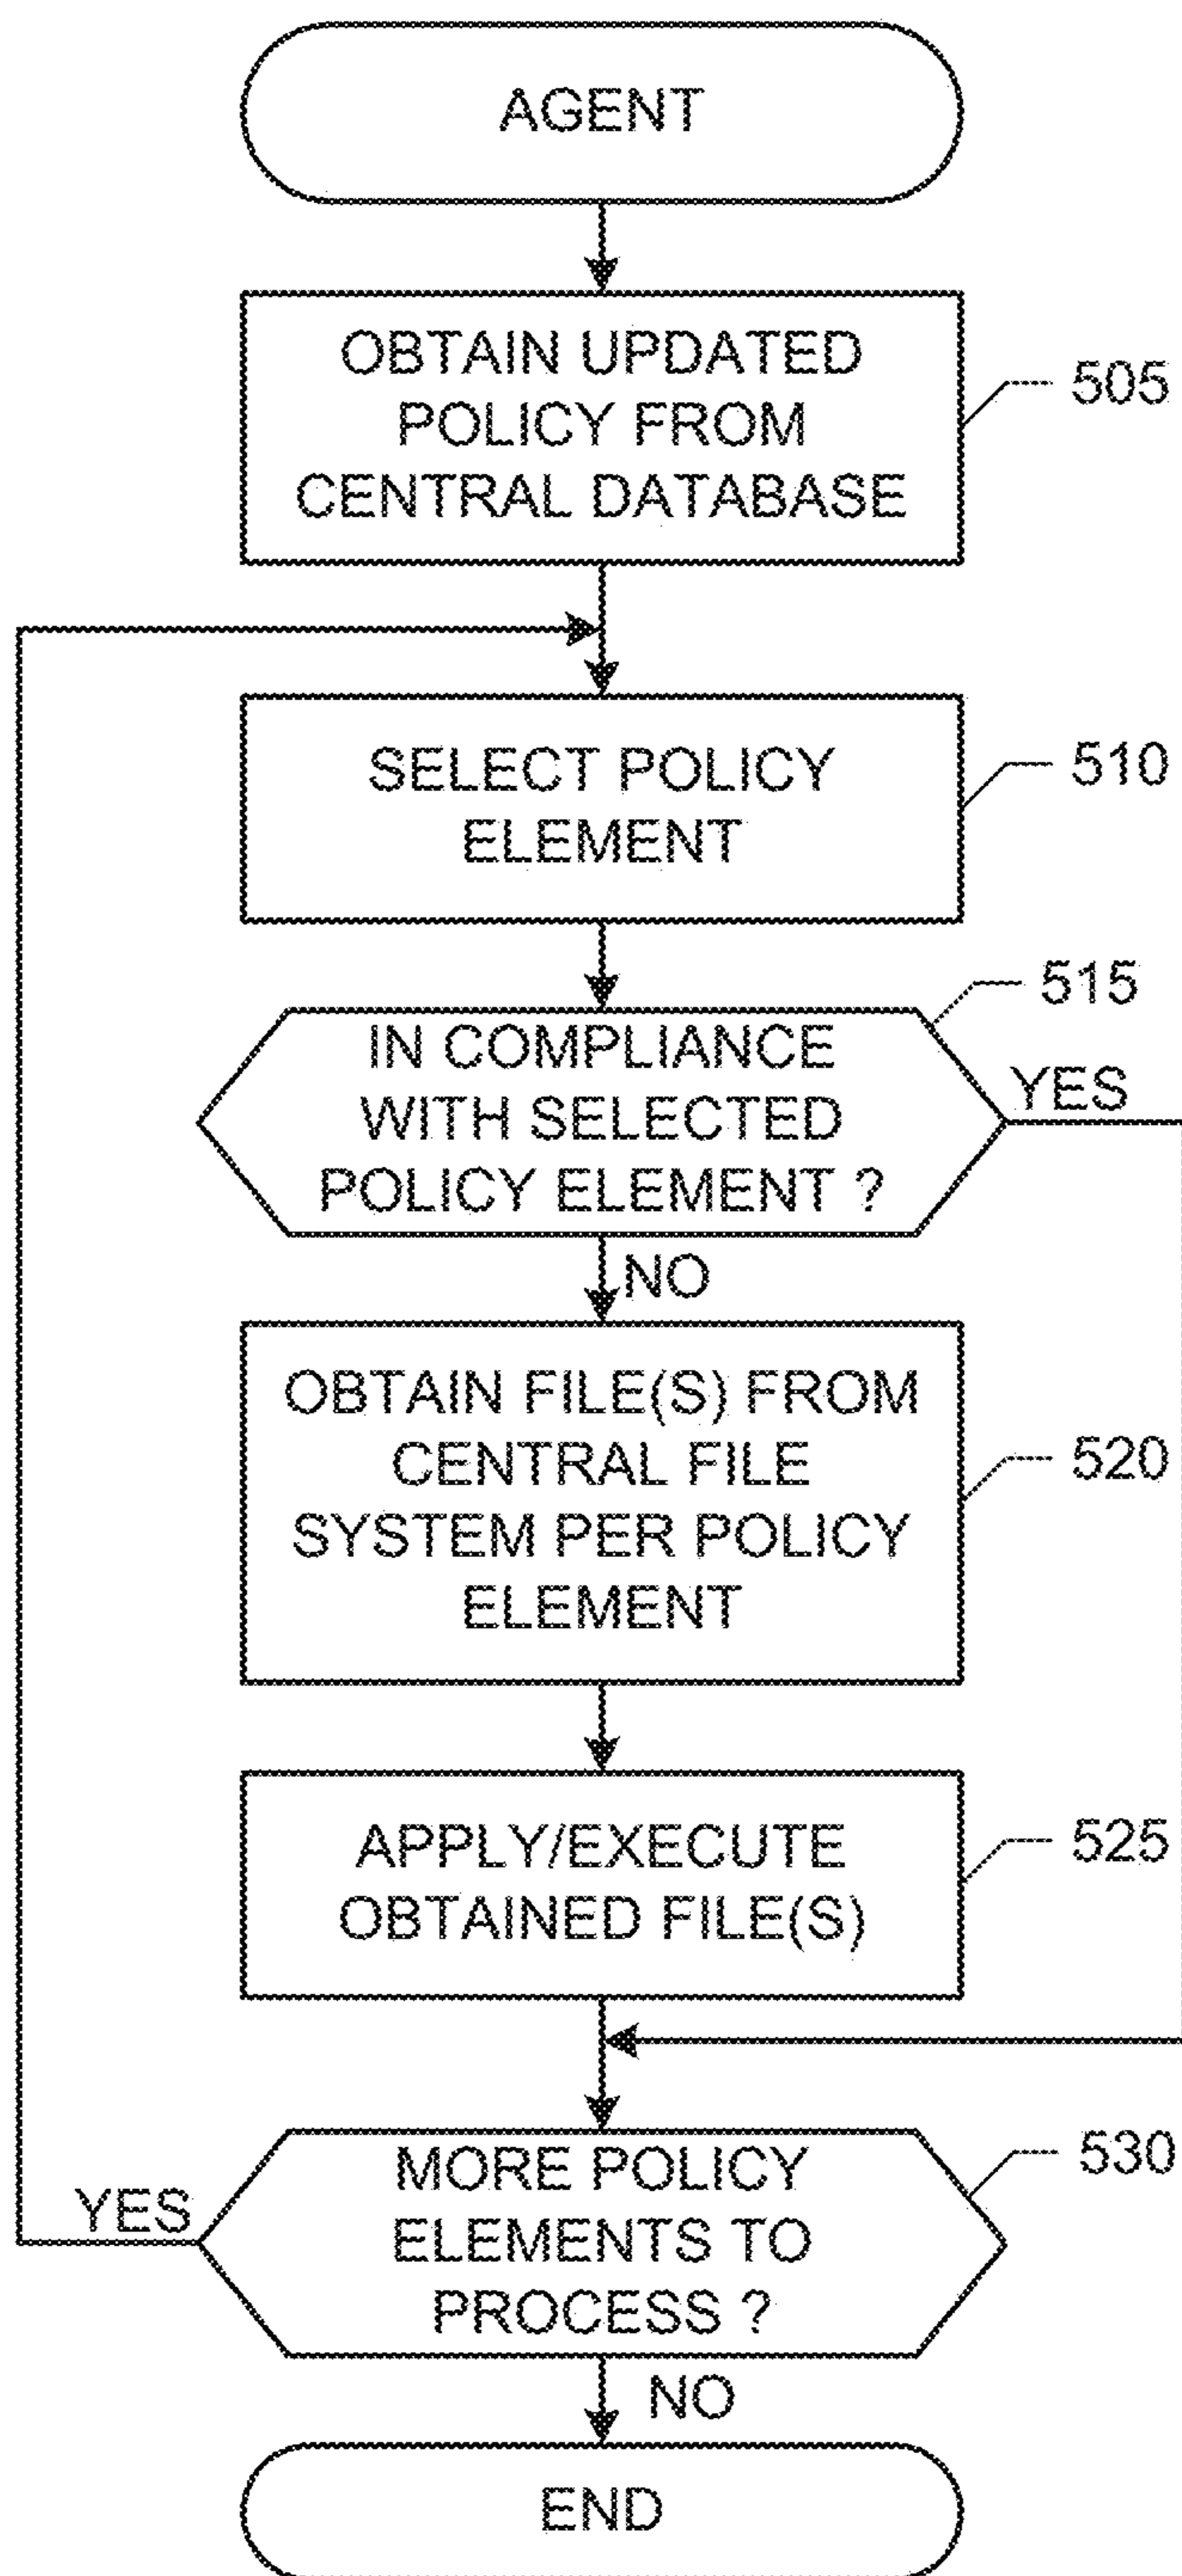 AGENT
OBTAIN UPDATED
POLICY FROM
CENTRAL DATABASE
505
SELECT POLICY
ELEMENT
510
515
IN COMPLIANCE
WITH SELECTED
POLICY ELEMENT ?
YES
NO
OBTAIN FILE(S) FROM
CENTRAL FILE
SYSTEM PER POLICY
ELEMENT
520
APPLY/EXECUTE
OBTAINED FILE(S)
525
530
MORE POLICY
ELEMENTS TO
PROCESS ?
YES
NO
END